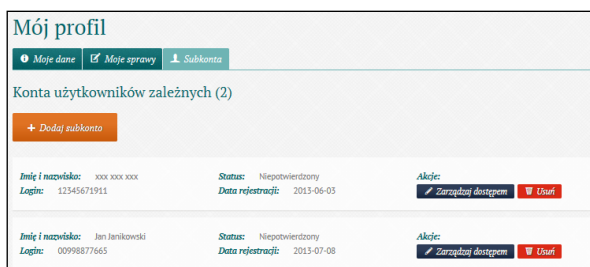 Mój profil
Moje dane Moje sprawy Subkonta
Konta użytkowników zależnych (2)
+ Dodaj subkonto
Imię i nazwisko: xxx xxx xxx Status: Niepotwierdzony Akcje:
Login: 12345671911 Data rejestracji: 2013-06-03 Zarządzaj dostępem Usuń
Imię i nazwisko: Jan Janikowski Status: Niepotwierdzony Akcje:
Login: 00998877665 Data rejestracji: 2013-07-08 Zarządzaj dostępem Usuń